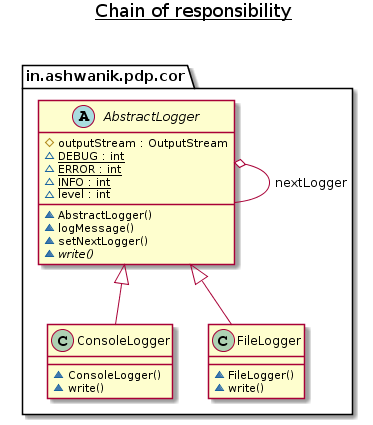 Chain of responsibility
in.ashwanik.pdp.cor
A AbstractLogger
outputStream : OutputStream
DEBUG : int
ERROR : int
INFO : int
level : int
AbstractLogger()
logMessage()
setNextLogger()
write()
nextLogger
C ConsoleLogger
ConsoleLogger()
write()
C FileLogger
FileLogger()
write()